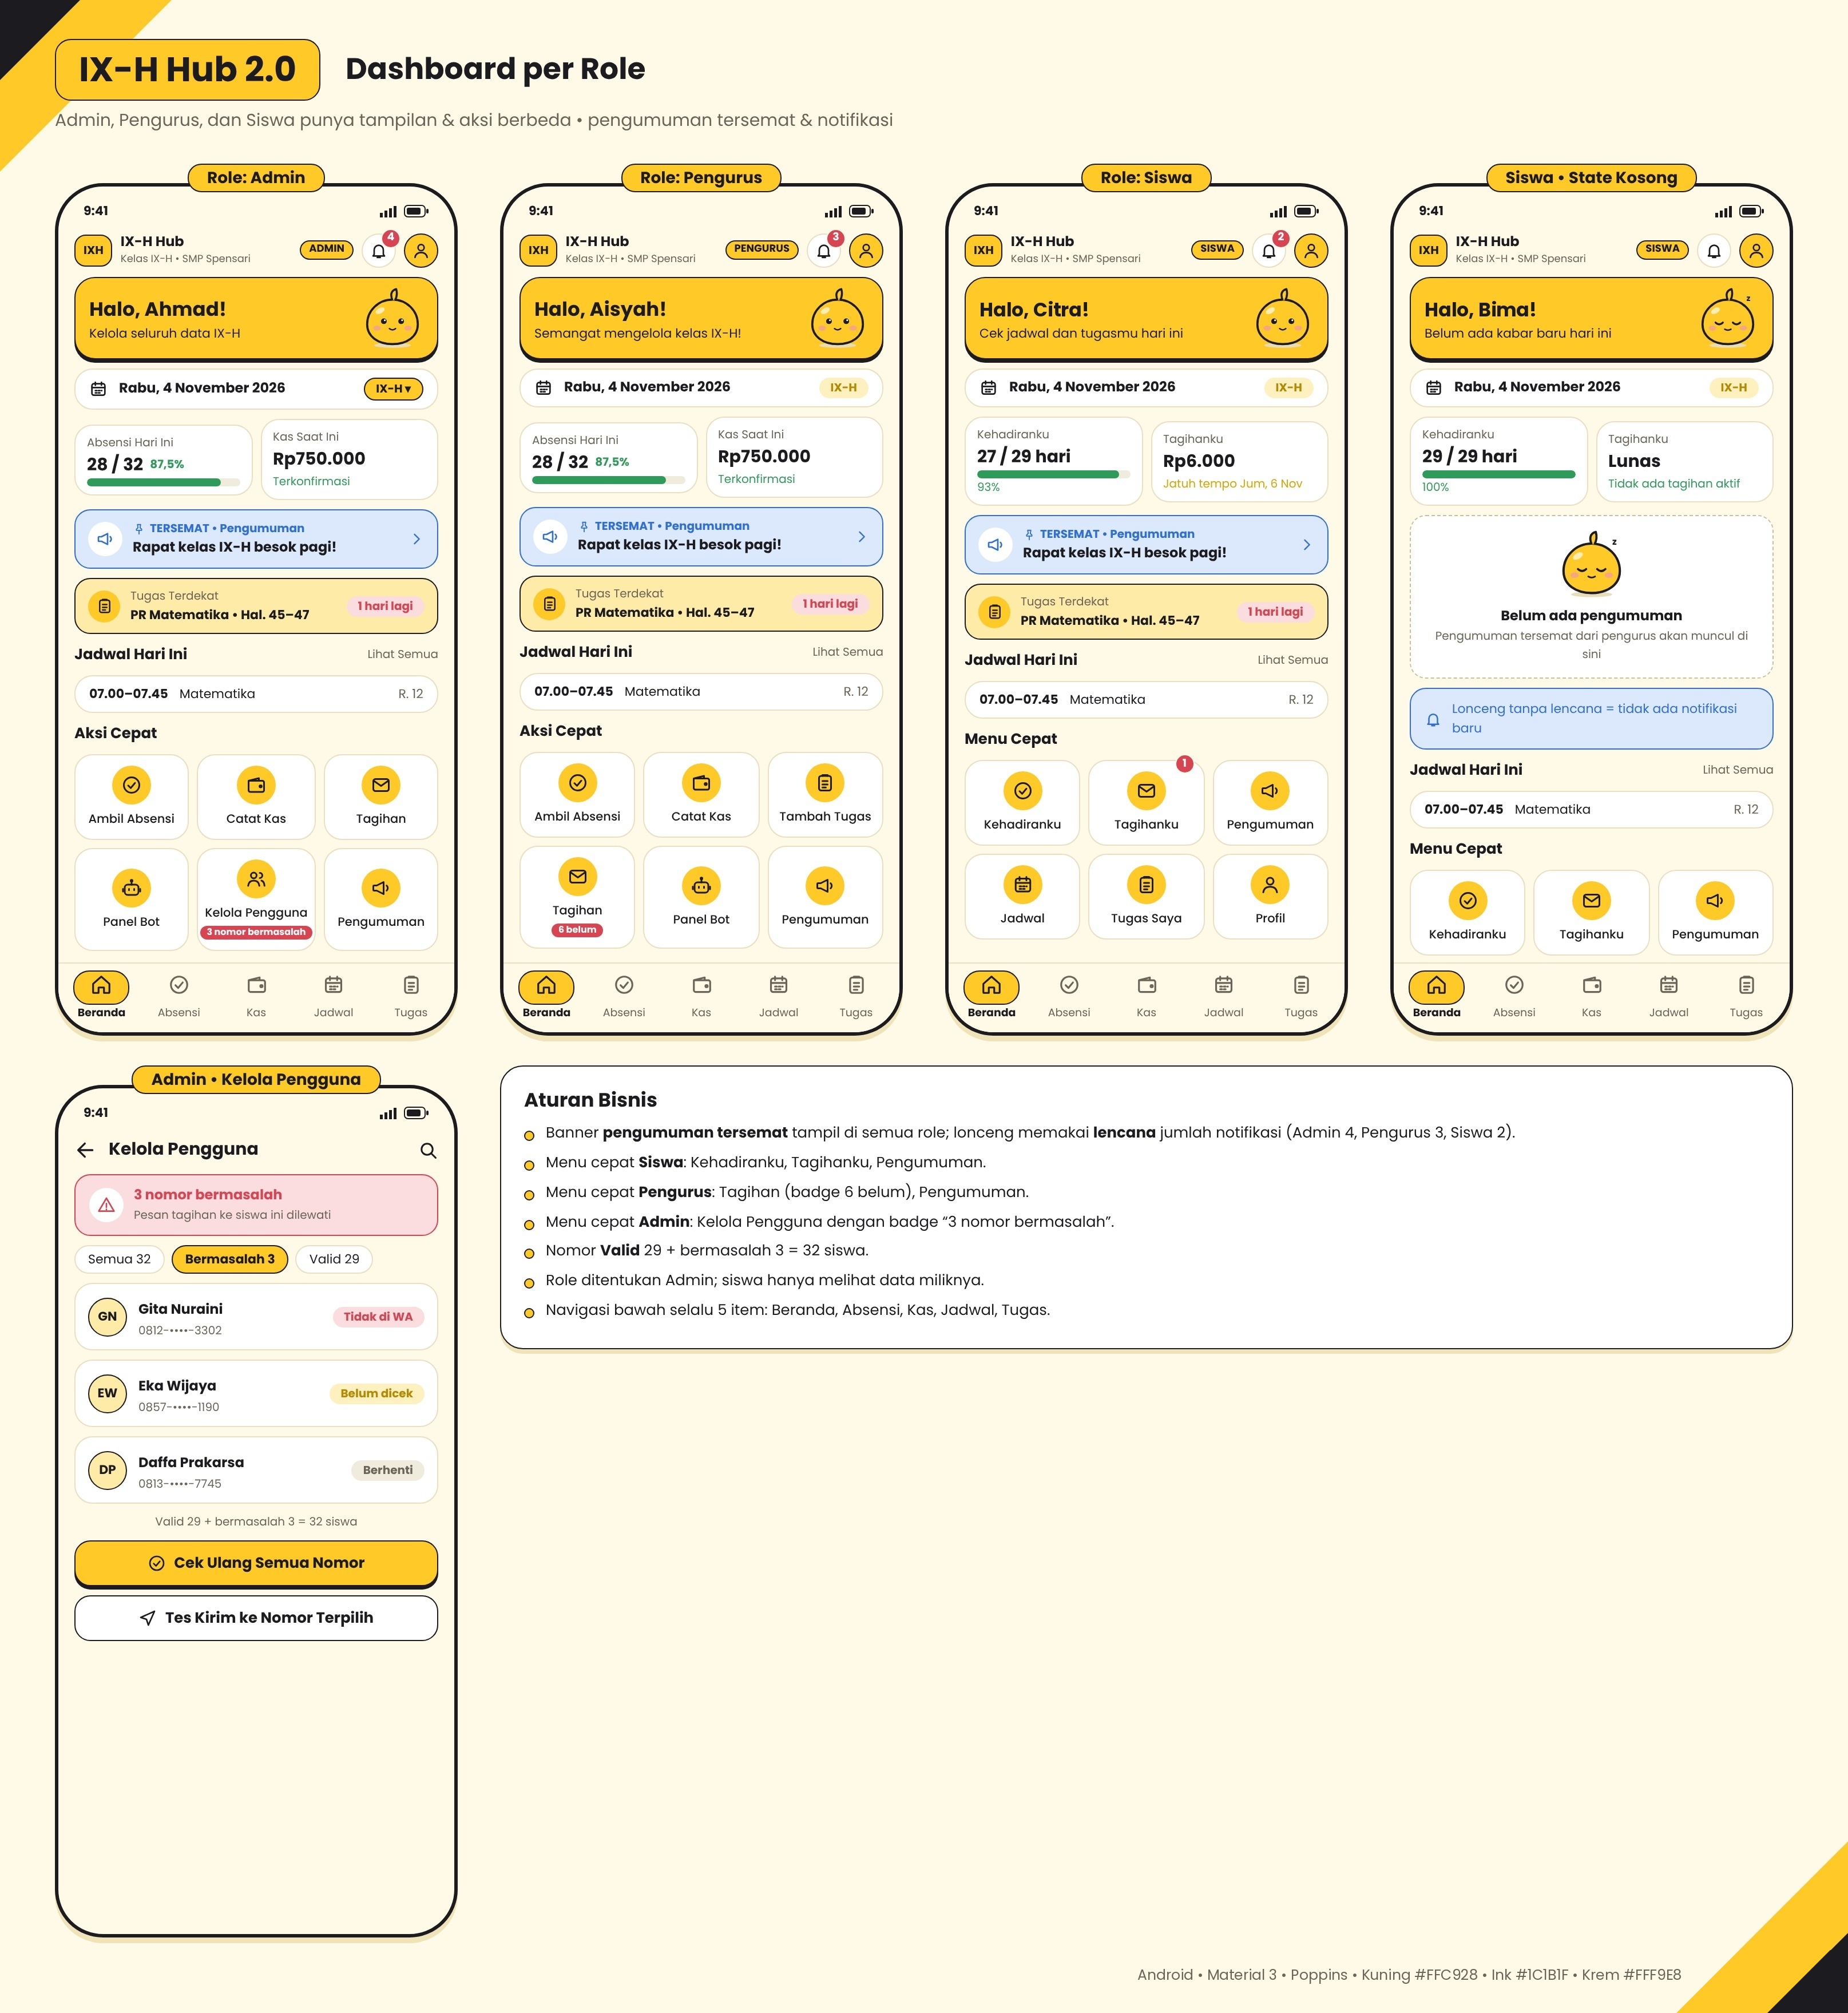 IX-H Hub 2.0
Dashboard per Role
Admin, Pengurus, dan Siswa punya tampilan & aksi berbeda • pengumuman tersemat & notifikasi
Role: Admin
9:41
IXH
IX-H Hub
Kelas IX-H • SMP Spensari
ADMIN
4
Halo, Ahmad!
Kelola seluruh data IX-H
Rabu, 4 November 2026
IX-H ▾
Absensi Hari Ini
28 / 32 87,5%
Kas Saat Ini
Rp750.000
Terkonfirmasi
TERSEMAT • Pengumuman
Rapat kelas IX-H besok pagi!
Tugas Terdekat
PR Matematika • Hal. 45–47
1 hari lagi
Jadwal Hari Ini
Lihat Semua
07.00–07.45 Matematika
R. 12
Aksi Cepat
Ambil Absensi
Catat Kas
Tagihan
Panel Bot
Kelola Pengguna
3 nomor bermasalah
Pengumuman
Beranda
Absensi
Kas
Jadwal
Tugas
Role: Pengurus
9:41
IXH
IX-H Hub
Kelas IX-H • SMP Spensari
PENGURUS
3
Halo, Aisyah!
Semangat mengelola kelas IX-H!
Rabu, 4 November 2026
IX-H
Absensi Hari Ini
28 / 32 87,5%
Kas Saat Ini
Rp750.000
Terkonfirmasi
TERSEMAT • Pengumuman
Rapat kelas IX-H besok pagi!
Tugas Terdekat
PR Matematika • Hal. 45–47
1 hari lagi
Jadwal Hari Ini
Lihat Semua
07.00–07.45 Matematika
R. 12
Aksi Cepat
Ambil Absensi
Catat Kas
Tambah Tugas
Tagihan
6 belum
Panel Bot
Pengumuman
Beranda
Absensi
Kas
Jadwal
Tugas
Role: Siswa
9:41
IXH
IX-H Hub
Kelas IX-H • SMP Spensari
SISWA
2
Halo, Citra!
Cek jadwal dan tugasmu hari ini
Rabu, 4 November 2026
IX-H
Kehadiranku
27 / 29 hari
93%
Tagihanku
Rp6.000
Jatuh tempo Jum, 6 Nov
TERSEMAT • Pengumuman
Rapat kelas IX-H besok pagi!
Tugas Terdekat
PR Matematika • Hal. 45–47
1 hari lagi
Jadwal Hari Ini
Lihat Semua
07.00–07.45 Matematika
R. 12
Menu Cepat
Kehadiranku
1
Tagihanku
Pengumuman
Jadwal
Tugas Saya
Profil
Beranda
Absensi
Kas
Jadwal
Tugas
Siswa • State Kosong
9:41
IXH
IX-H Hub
Kelas IX-H • SMP Spensari
SISWA
Halo, Bima!
Belum ada kabar baru hari ini
z
Rabu, 4 November 2026
IX-H
Kehadiranku
29 / 29 hari
100%
Tagihanku
Lunas
Tidak ada tagihan aktif
z
Belum ada pengumuman
Pengumuman tersemat dari pengurus akan muncul di
sini
Lonceng tanpa lencana = tidak ada notifikasi
baru
Jadwal Hari Ini
Lihat Semua
07.00–07.45 Matematika
R. 12
Menu Cepat
Kehadiranku
Tagihanku
Pengumuman
Beranda
Absensi
Kas
Jadwal
Tugas
Admin • Kelola Pengguna
9:41
Kelola Pengguna
3 nomor bermasalah
Pesan tagihan ke siswa ini dilewati
Semua 32
Bermasalah 3
Valid 29
GN
Gita Nuraini
0812-••••-3302
Tidak di WA
EW
Eka Wijaya
0857-••••-1190
Belum dicek
DP
Daffa Prakarsa
0813-••••-7745
Berhenti
Valid 29 + bermasalah 3 = 32 siswa
Cek Ulang Semua Nomor
Tes Kirim ke Nomor Terpilih
Aturan Bisnis
Banner pengumuman tersemat tampil di semua role; lonceng memakai lencana jumlah notifikasi (Admin 4, Pengurus 3, Siswa 2).
Menu cepat Siswa: Kehadiranku, Tagihanku, Pengumuman.
Menu cepat Pengurus: Tagihan (badge 6 belum), Pengumuman.
Menu cepat Admin: Kelola Pengguna dengan badge “3 nomor bermasalah”.
Nomor Valid 29 + bermasalah 3 = 32 siswa.
Role ditentukan Admin; siswa hanya melihat data miliknya.
Navigasi bawah selalu 5 item: Beranda, Absensi, Kas, Jadwal, Tugas.
Android • Material 3 • Poppins • Kuning #FFC928 • Ink #1C1B1F • Krem #FFF9E8